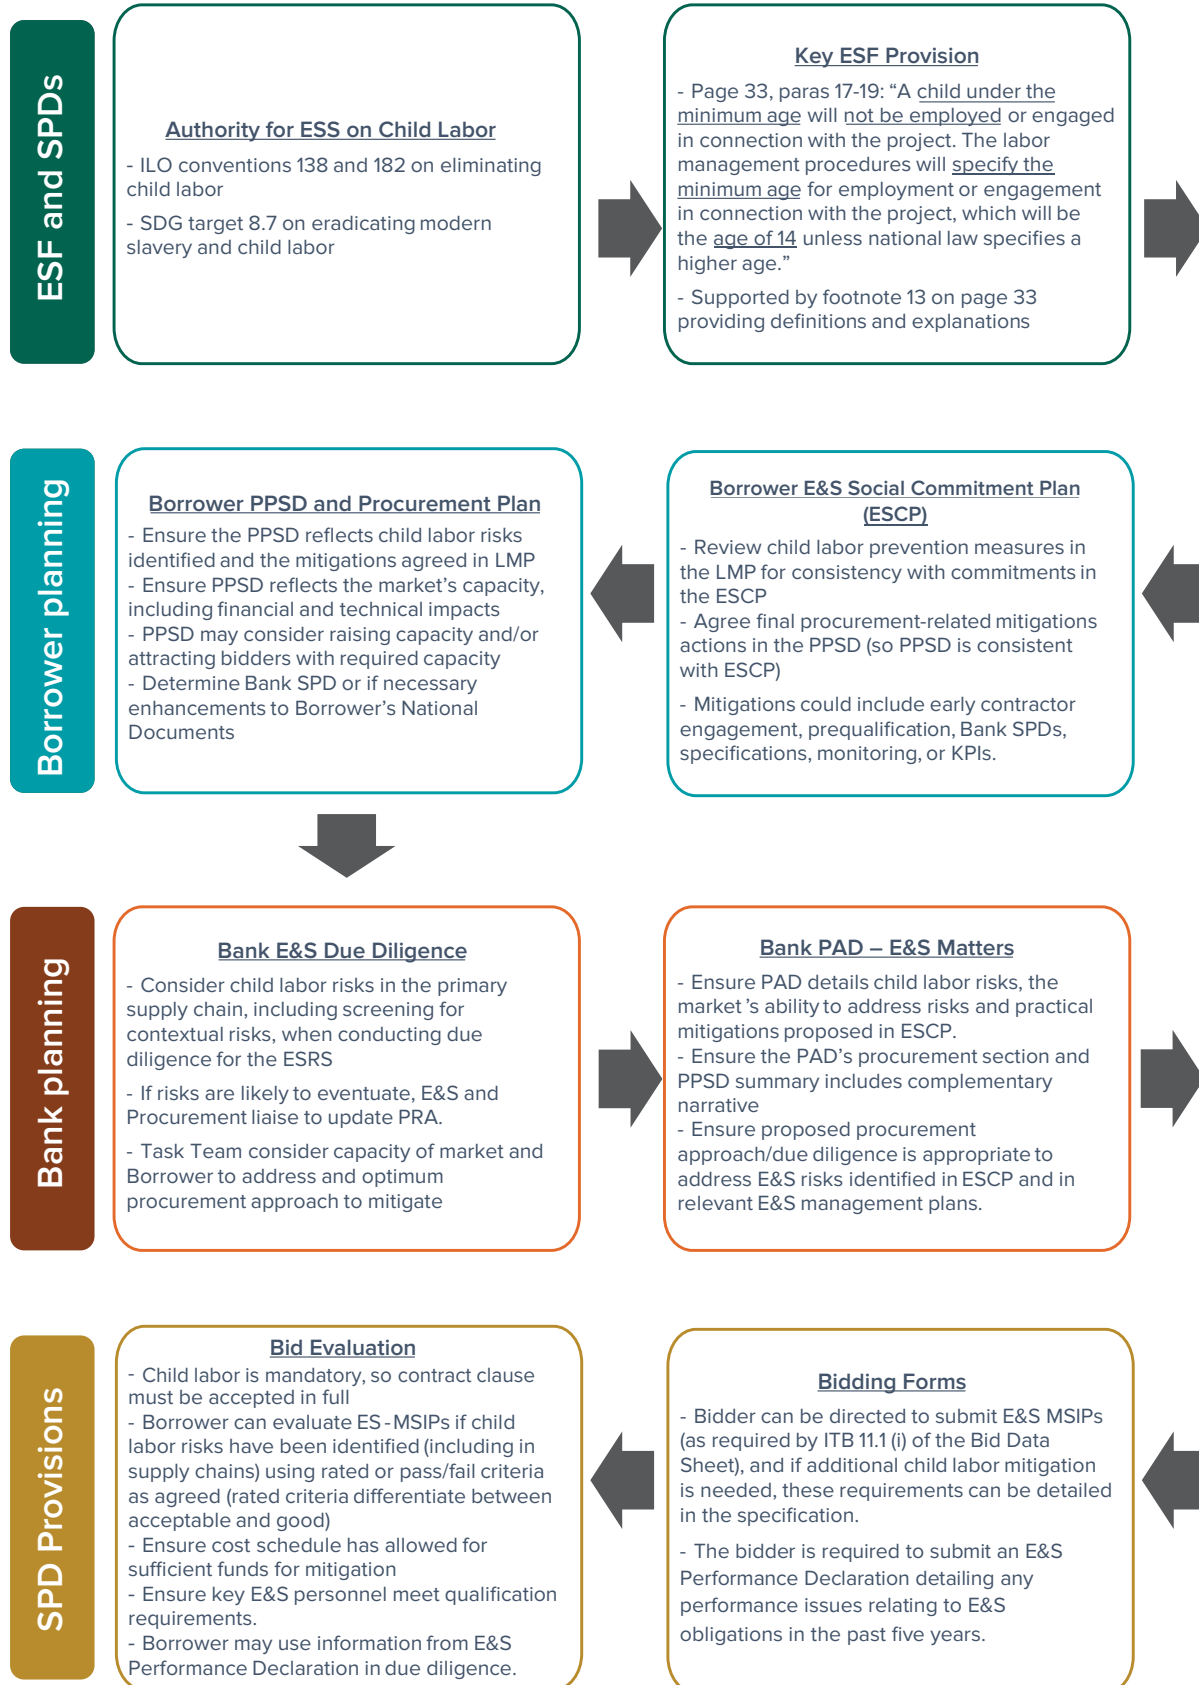 ESF and SPDs
Authority for ESS on Child Labor
- ILO conventions 138 and 182 on eliminating
child labor
- SDG target 8.7 on eradicating modern
slavery and child labor
Key ESF Provision
- Page 33, paras 17-19: “A child under the
minimum age will not be employed or engaged
in connection with the project. The labor
management procedures will specify the
minimum age for employment or engagement
in connection with the project, which will be
the age of 14 unless national law specifies a
higher age.”
- Supported by footnote 13 on page 33
providing definitions and explanations
Borrower planning
Borrower PPSD and Procurement Plan
- Ensure the PPSD reflects child labor risks
identified and the mitigations agreed in LMP
- Ensure PPSD reflects the market’s capacity,
including financial and technical impacts
- PPSD may consider raising capacity and/or
attracting bidders with required capacity
- Determine Bank SPD or if necessary
enhancements to Borrower’s National
Documents
Borrower E&S Social Commitment Plan
(ESCP)
- Review child labor prevention measures in
the LMP for consistency with commitments in
the ESCP
- Agree final procurement-related mitigations
actions in the PPSD (so PPSD is consistent
with ESCP)
- Mitigations could include early contractor
engagement, prequalification, Bank SPDs,
specifications, monitoring, or KPIs.
Bank planning
Bank E&S Due Diligence
- Consider child labor risks in the primary
supply chain, including screening for
contextual risks, when conducting due
diligence for the ESRS
- If risks are likely to eventuate, E&S and
Procurement liaise to update PRA.
- Task Team consider capacity of market and
Borrower to address and optimum
procurement approach to mitigate
Bank PAD – E&S Matters
- Ensure PAD details child labor risks, the
market’s ability to address risks and practical
mitigations proposed in ESCP.
- Ensure the PAD’s procurement section and
PPSD summary includes complementary
narrative
- Ensure proposed procurement
approach/due diligence is appropriate to
address E&S risks identified in ESCP and in
relevant E&S management plans.
SPD Provisions
Bid Evaluation
- Child labor is mandatory, so contract clause
must be accepted in full
- Borrower can evaluate ES-MSIPs if child
labor risks have been identified (including in
supply chains) using rated or pass/fail criteria
as agreed (rated criteria differentiate between
acceptable and good)
- Ensure cost schedule has allowed for
sufficient funds for mitigation
- Ensure key E&S personnel meet qualification
requirements.
- Borrower may use information from E&S
Performance Declaration in due diligence.
Bidding Forms
- Bidder can be directed to submit E&S MSIPs
(as required by ITB 11.1 (i) of the Bid Data
Sheet), and if additional child labor mitigation
is needed, these requirements can be detailed
in the specification.
- The bidder is required to submit an E&S
Performance Declaration detailing any
performance issues relating to E&S
obligations in the past five years.